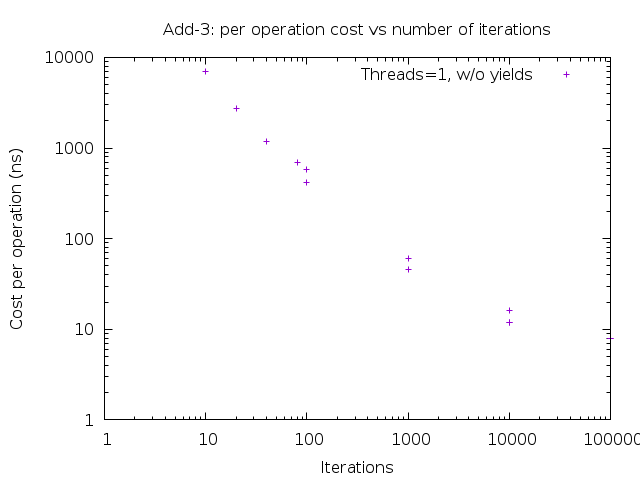 Add-3: per operation cost vs number of iterations
Threads=1, w/o yields
Cost per operation (ns)
10000
1000
100
10
1
1 10 100 1000 10000 100000
Iterations